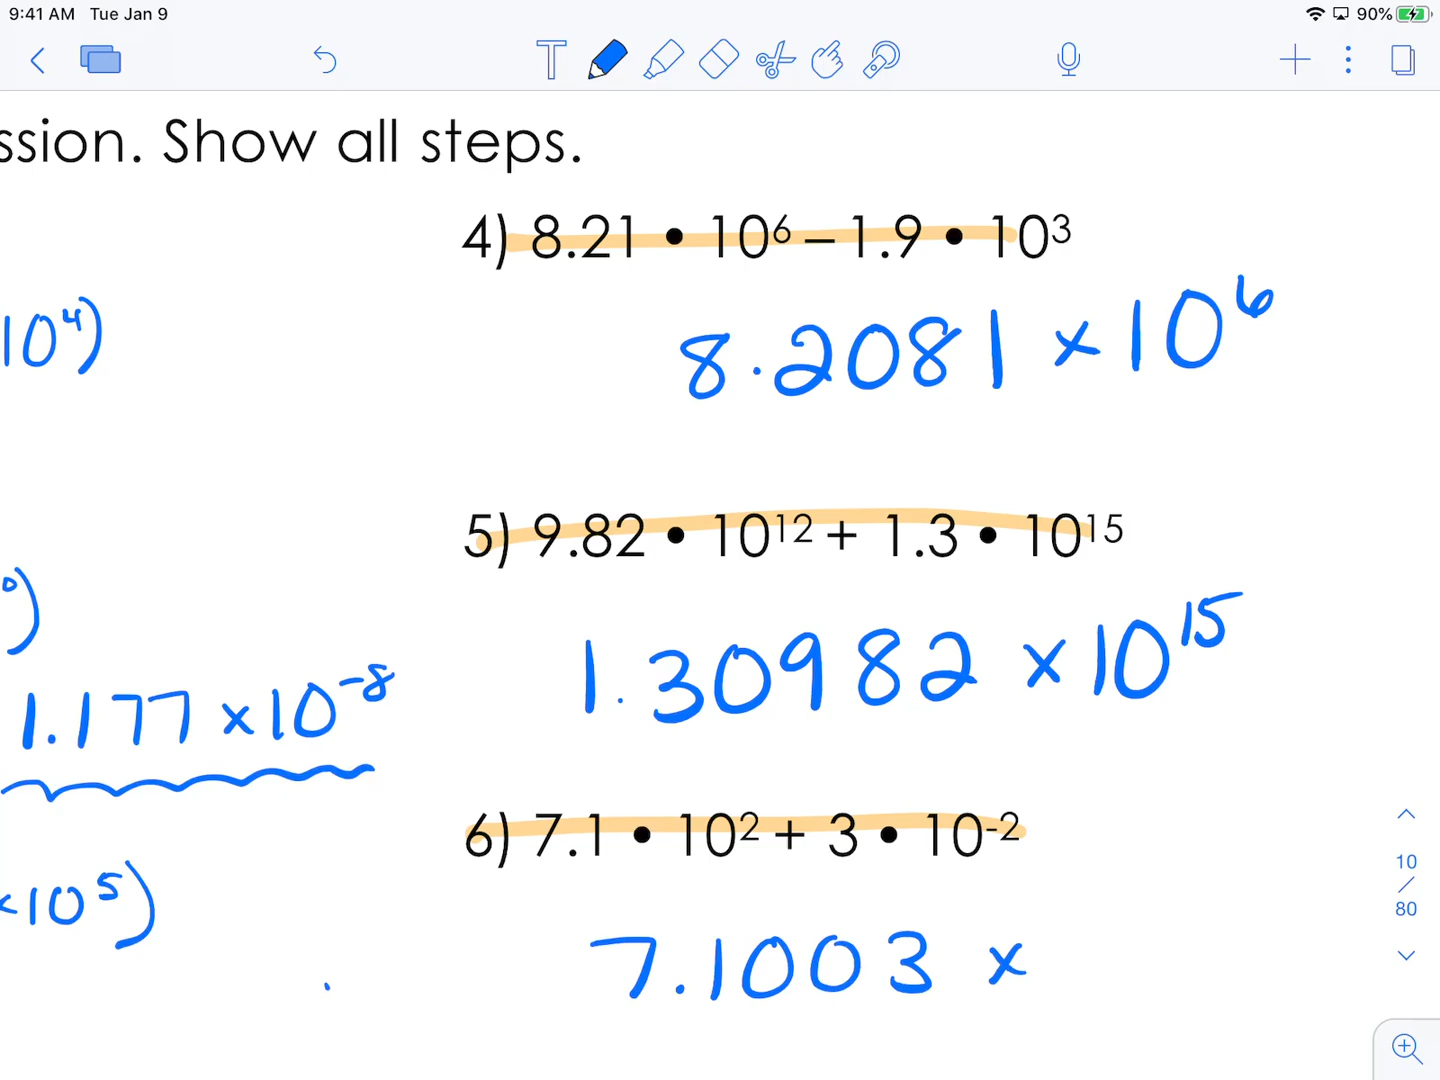 9:41 AM Tue Jan 9
90%
T
ssion. Show all steps.
4) 8.21 • 10⁶ – 1.9 • 10³
10⁴)
8.2081 × 10⁶
5) 9.82 • 10¹² + 1.3 • 10¹⁵
⁰)
1.30982 × 10¹⁵
1.177 × 10⁻⁸
6) 7.1 • 10² + 3 • 10⁻²
×10⁵)
7.1003 ×
10
/
80